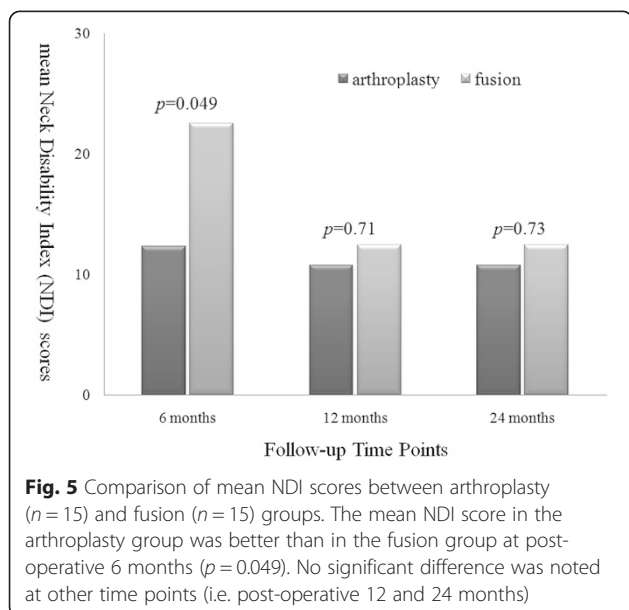 30
arthroplasty fusion
p=0.049
20
p=0.71 p=0.73
10
0
6 months 12 months 24 months
mean Neck Disability Index (NDI) scores
Follow-up Time Points
Fig. 5 Comparison of mean NDI scores between arthroplasty
(n = 15) and fusion (n = 15) groups. The mean NDI score in the
arthroplasty group was better than in the fusion group at post-
operative 6 months (p = 0.049). No significant difference was noted
at other time points (i.e. post-operative 12 and 24 months)